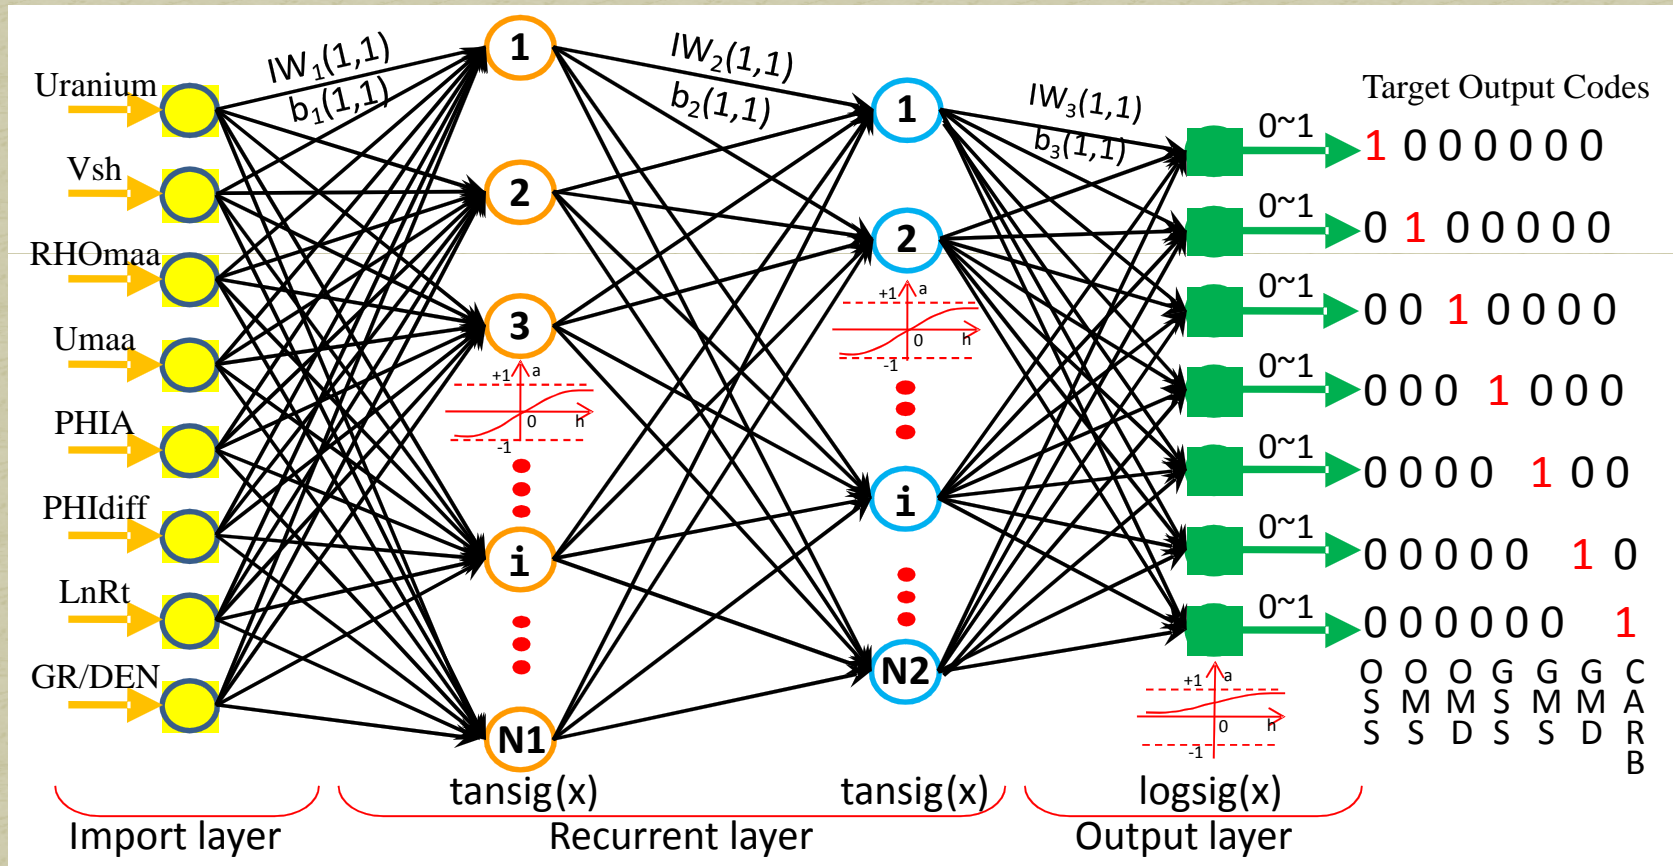 Uranium
Vsh
RHOmaa
Umaa
PHIA
PHIdiff
LnRt
GR/DEN
IW1(1,1)
b1(1,1)
1
2
3
+1 a
0 h
-1
i
N1
IW2(1,1)
b2(1,1)
1
2
+1 a
0 h
-1
i
N2
IW3(1,1)
b3(1,1)
0~1
0~1
0~1
0~1
0~1
0~1
0~1
+1 a
0 h
-1
Target Output Codes
1 0 0 0 0 0 0
0 1 0 0 0 0 0
0 0 1 0 0 0 0
0 0 0 1 0 0 0
0 0 0 0 1 0 0
0 0 0 0 0 1 0
0 0 0 0 0 0 1
O O O G G G C
S M M S M M A
S S D S S D R
B
tansig(x) tansig(x) logsig(x)
Import layer Recurrent layer Output layer